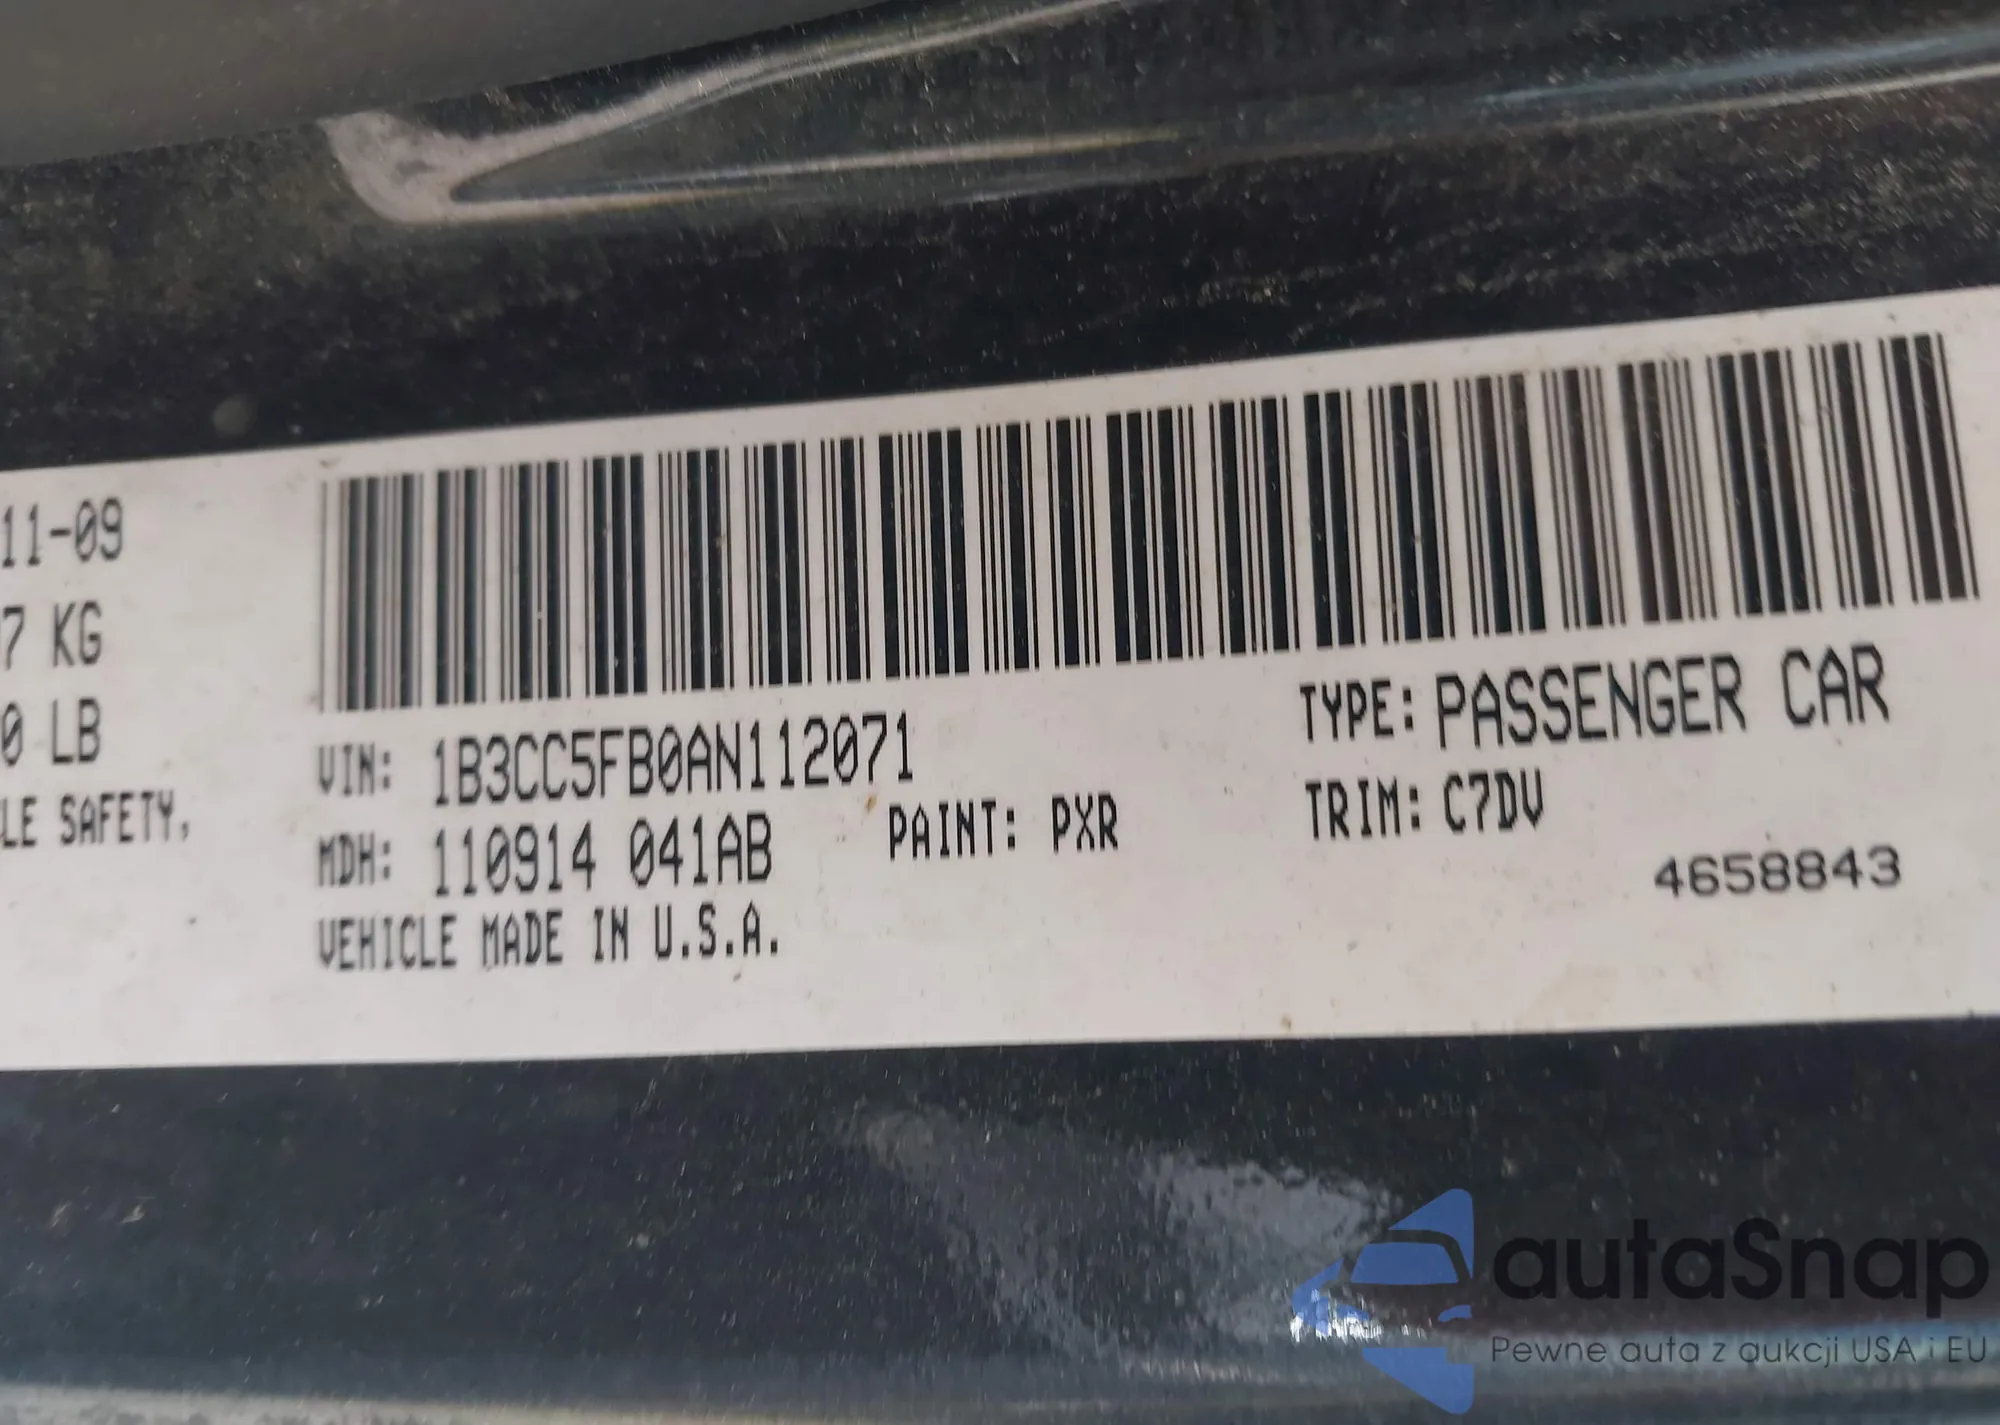 11-09
7 KG
0 LB
LE SAFETY,
VIN: 1B3CC5FB0AN112071
TYPE: PASSENGER CAR
MDH: 110914 041AB
PAINT: PXR
TRIM: C7DV
VEHICLE MADE IN U.S.A.
4658843
autaSnap
Pewne auta z aukcji USA i EU